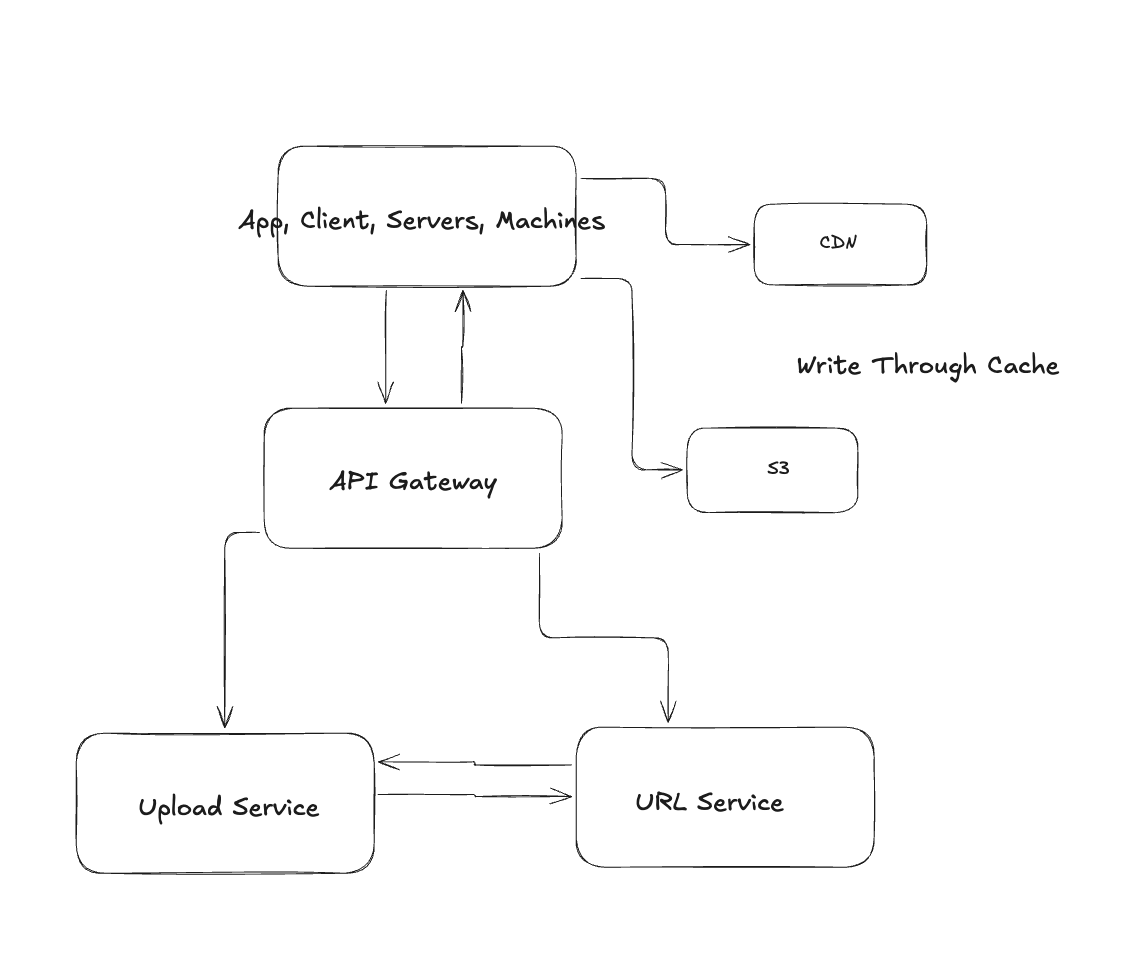 App, Client, Servers, Machines
CDN
Write Through Cache
S3
API Gateway
Upload Service
URL Service